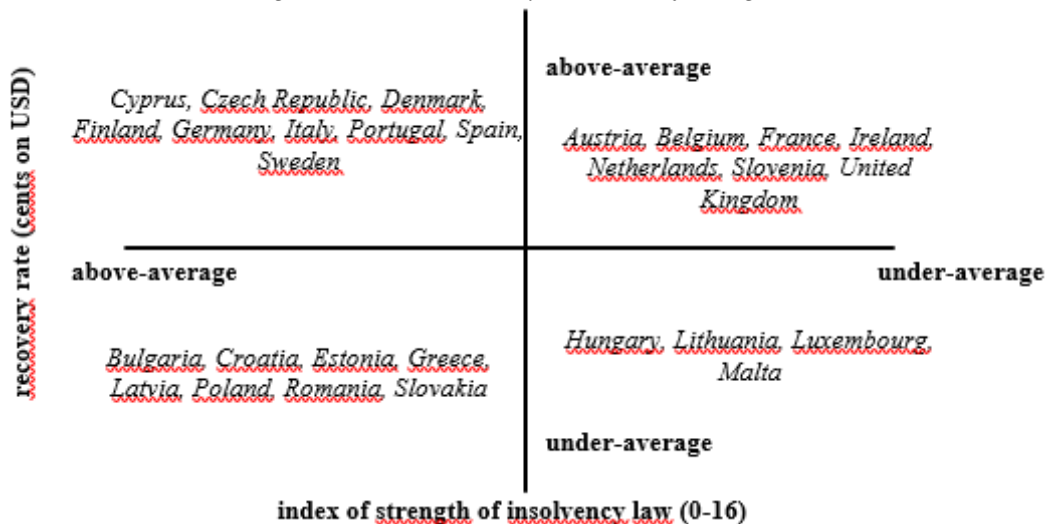 above-average
Cyprus, Czech Republic, Denmark,
Finland, Germany, Italy, Portugal, Spain,
Sweden
Austria, Belgium, France, Ireland,
Netherlands, Slovenia, United
Kingdom
recovery rate (cents on USD)
above-average
under-average
Bulgaria, Croatia, Estonia, Greece,
Latvia, Poland, Romania, Slovakia
Hungary, Lithuania, Luxembourg,
Malta
under-average
index of strength of insolvency law (0-16)